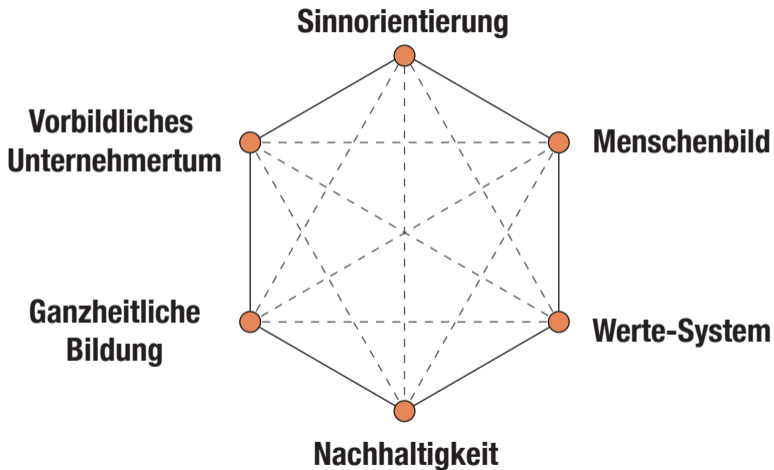 Sinnorientierung
Vorbildliches
Unternehmertum
Menschenbild
Ganzheitliche
Bildung
Werte-System
Nachhaltigkeit